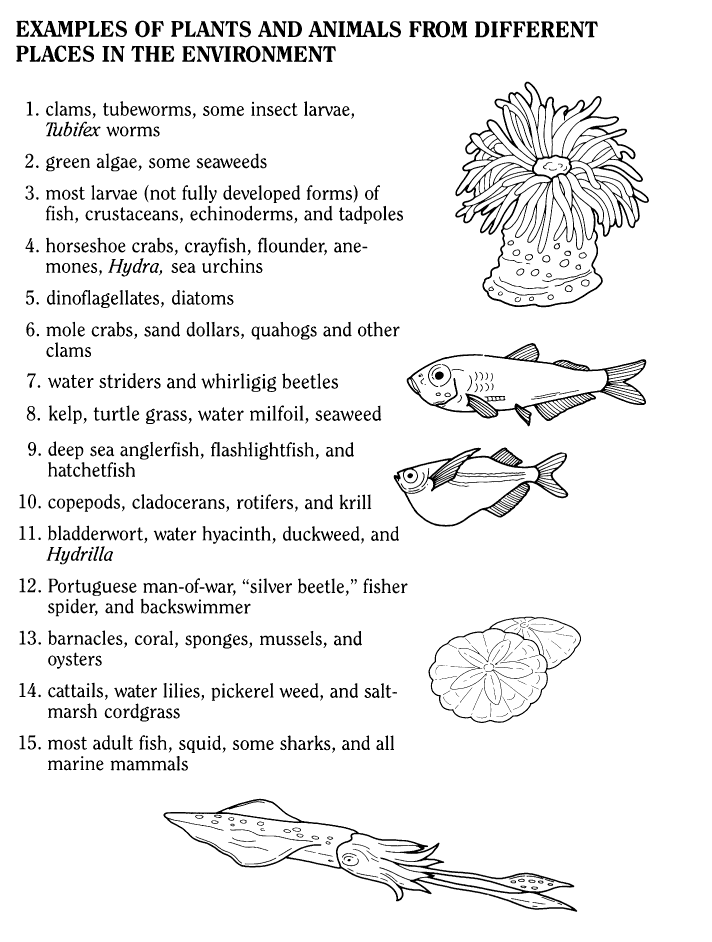 EXAMPLES OF PLANTS AND ANIMALS FROM DIFFERENT
PLACES IN THE ENVIRONMENT
1. clams, tubeworms, some insect larvae,
Tubifex worms
2. green algae, some seaweeds
3. most larvae (not fully developed forms) of
fish, crustaceans, echinoderms, and tadpoles
4. horseshoe crabs, crayfish, flounder, ane-
mones, Hydra, sea urchins
5. dinoflagellates, diatoms
6. mole crabs, sand dollars, quahogs and other
clams
7. water striders and whirligig beetles
8. kelp, turtle grass, water milfoil, seaweed
9. deep sea anglerfish, flashlightfish, and
hatchetfish
10. copepods, cladocerans, rotifers, and krill
11. bladderwort, water hyacinth, duckweed, and
Hydrilla
12. Portuguese man-of-war, “silver beetle,” fisher
spider, and backswimmer
13. barnacles, coral, sponges, mussels, and
oysters
14. cattails, water lilies, pickerel weed, and salt-
marsh cordgrass
15. most adult fish, squid, some sharks, and all
marine mammals